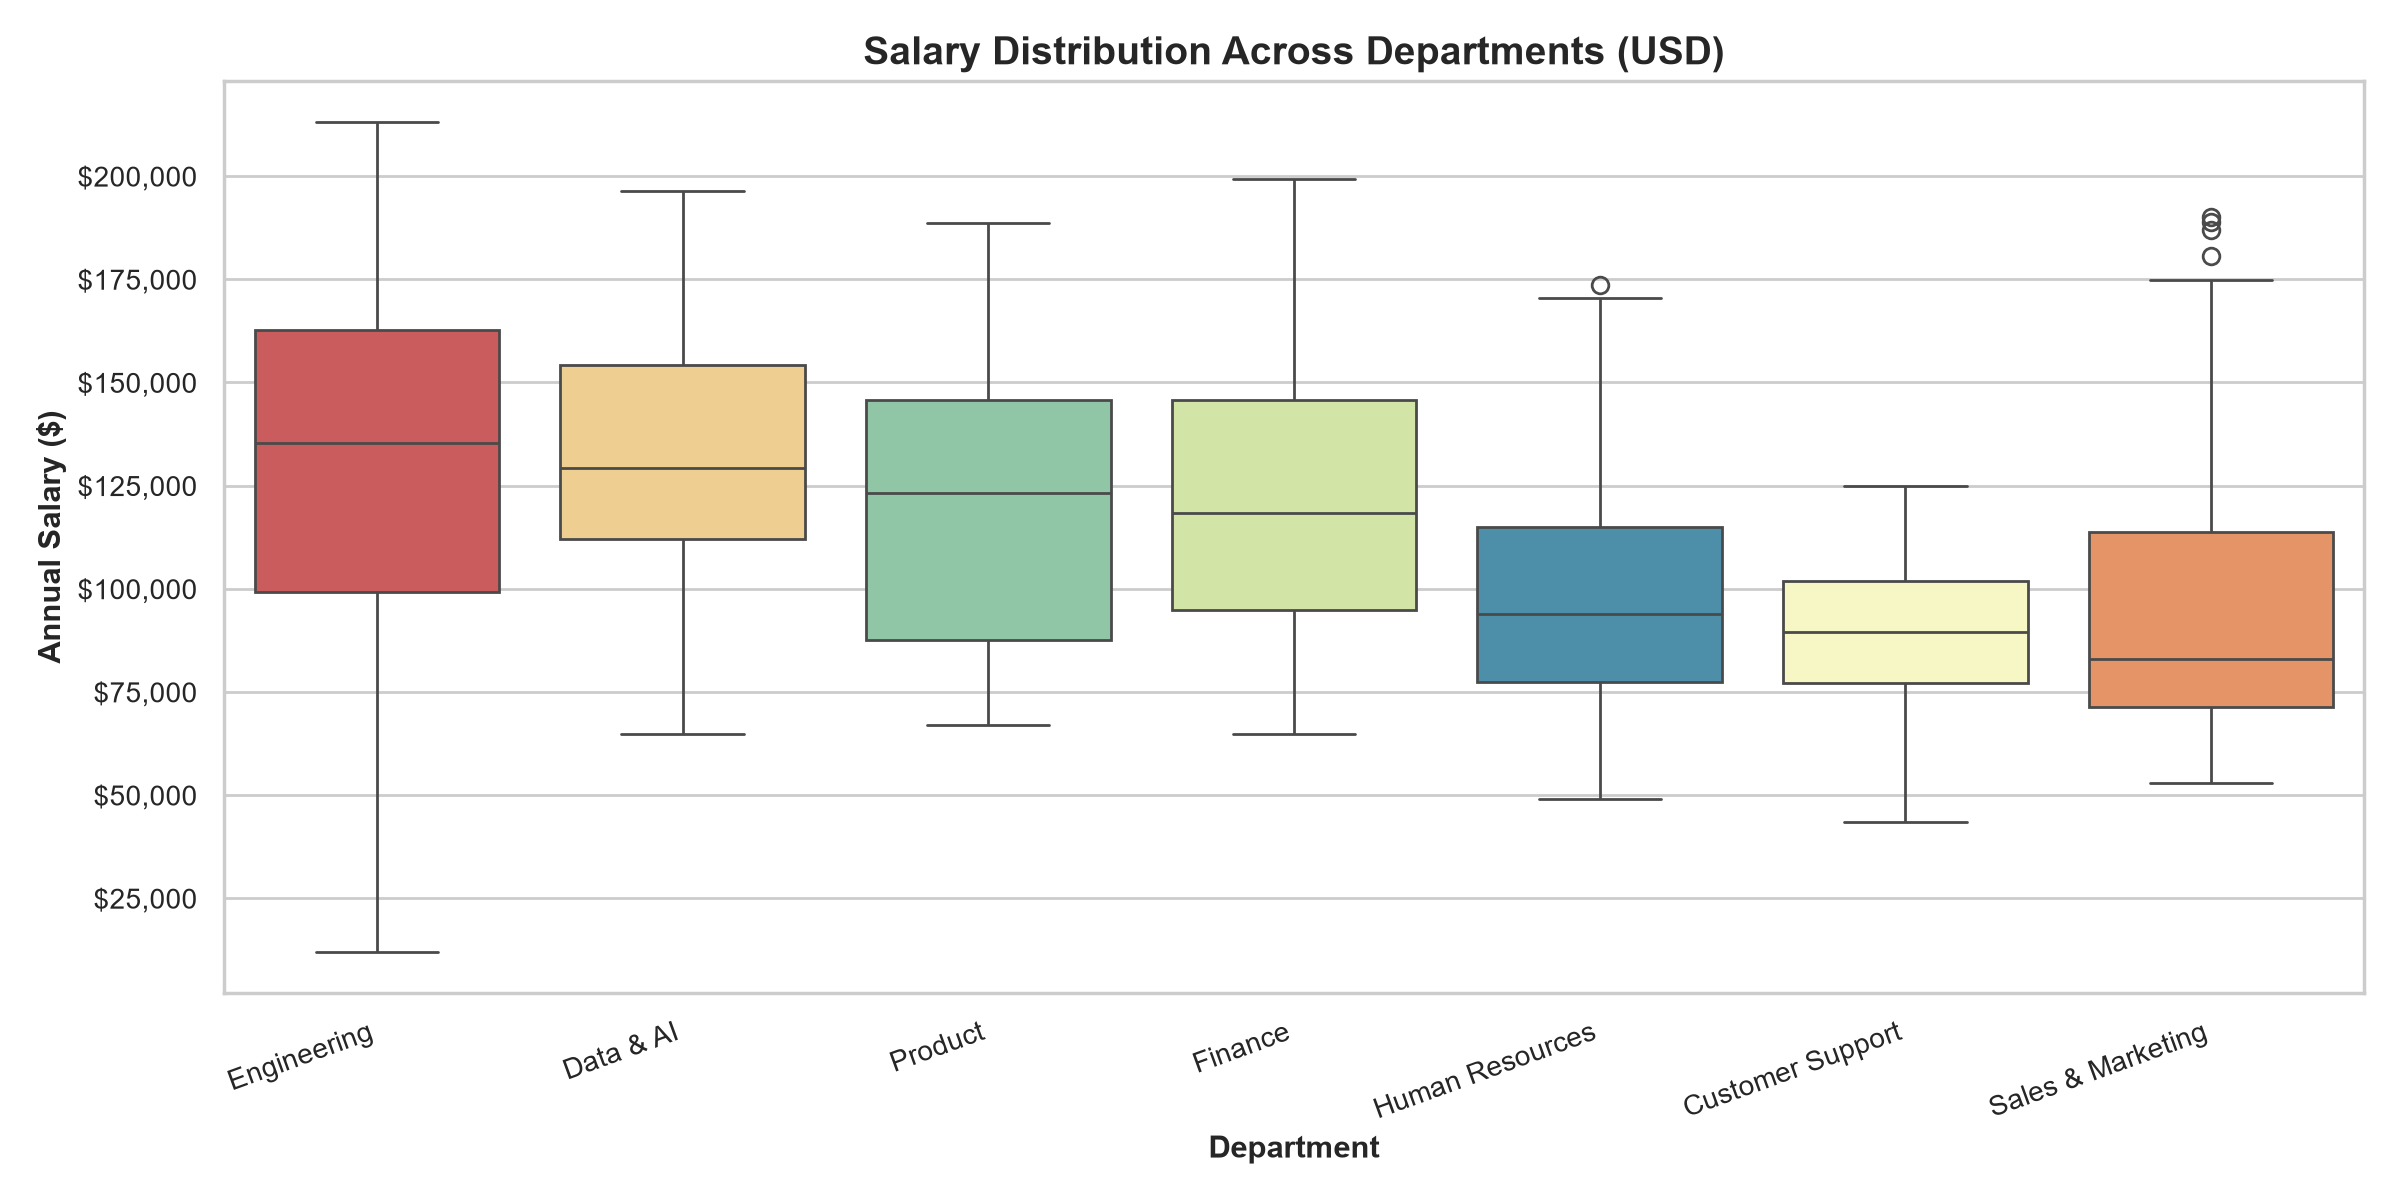 Salary Distribution Across Departments (USD)
Annual Salary ($)
$200,000
$175,000
$150,000
$125,000
$100,000
$75,000
$50,000
$25,000
Engineering
Data & AI
Product
Finance
Human Resources
Customer Support
Sales & Marketing
Department